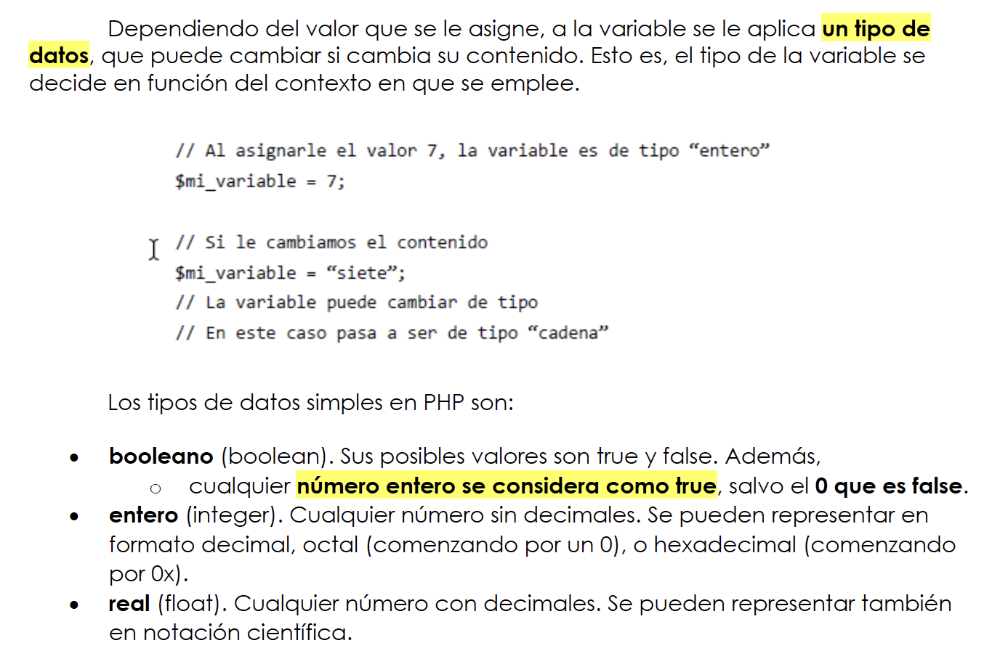 Dependiendo del valor que se le asigne, a la variable se le aplica un tipo de
datos, que puede cambiar si cambia su contenido. Esto es, el tipo de la variable se
decide en función del contexto en que se emplee.
// Al asignarle el valor 7, la variable es de tipo “entero”
$mi_variable = 7;
// Si le cambiamos el contenido
$mi_variable = “siete”;
// La variable puede cambiar de tipo
// En este caso pasa a ser de tipo “cadena”
Los tipos de datos simples en PHP son:
• booleano (boolean). Sus posibles valores son true y false. Además,
○ cualquier número entero se considera como true, salvo el 0 que es false.
• entero (integer). Cualquier número sin decimales. Se pueden representar en
formato decimal, octal (comenzando por un 0), o hexadecimal (comenzando
por 0x).
• real (float). Cualquier número con decimales. Se pueden representar también
en notación científica.